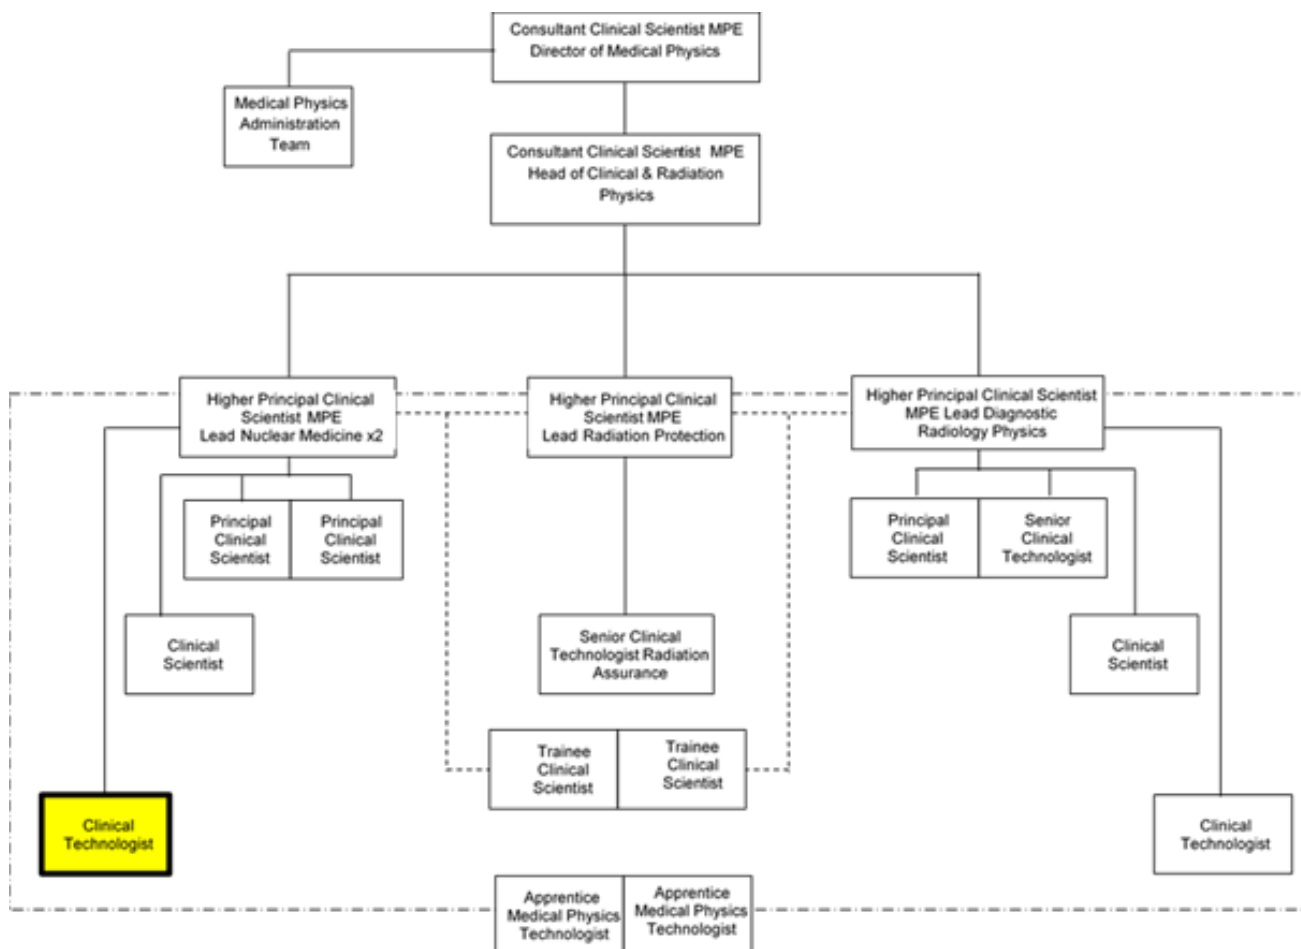 Consultant Clinical Scientist MPE
Director of Medical Physics
Medical Physics
Administration
Team
Consultant Clinical Scientist MPE
Head of Clinical & Radiation
Physics
Higher Principal Clinical
Scientist MPE
Lead Nuclear Medicine x2
Higher Principal Clinical
Scientist MPE
Lead Radiation Protection
Higher Principal Clinical Scientist
MPE Lead Diagnostic
Radiology Physics
Principal
Clinical
Scientist
Principal
Clinical
Scientist
Principal
Clinical
Scientist
Senior
Clinical
Technologist
Clinical
Scientist
Senior Clinical
Technologist Radiation
Assurance
Clinical
Scientist
Trainee
Clinical
Scientist
Trainee
Clinical
Scientist
Clinical
Technologist
Clinical
Technologist
Apprentice
Medical Physics
Technologist
Apprentice
Medical Physics
Technologist